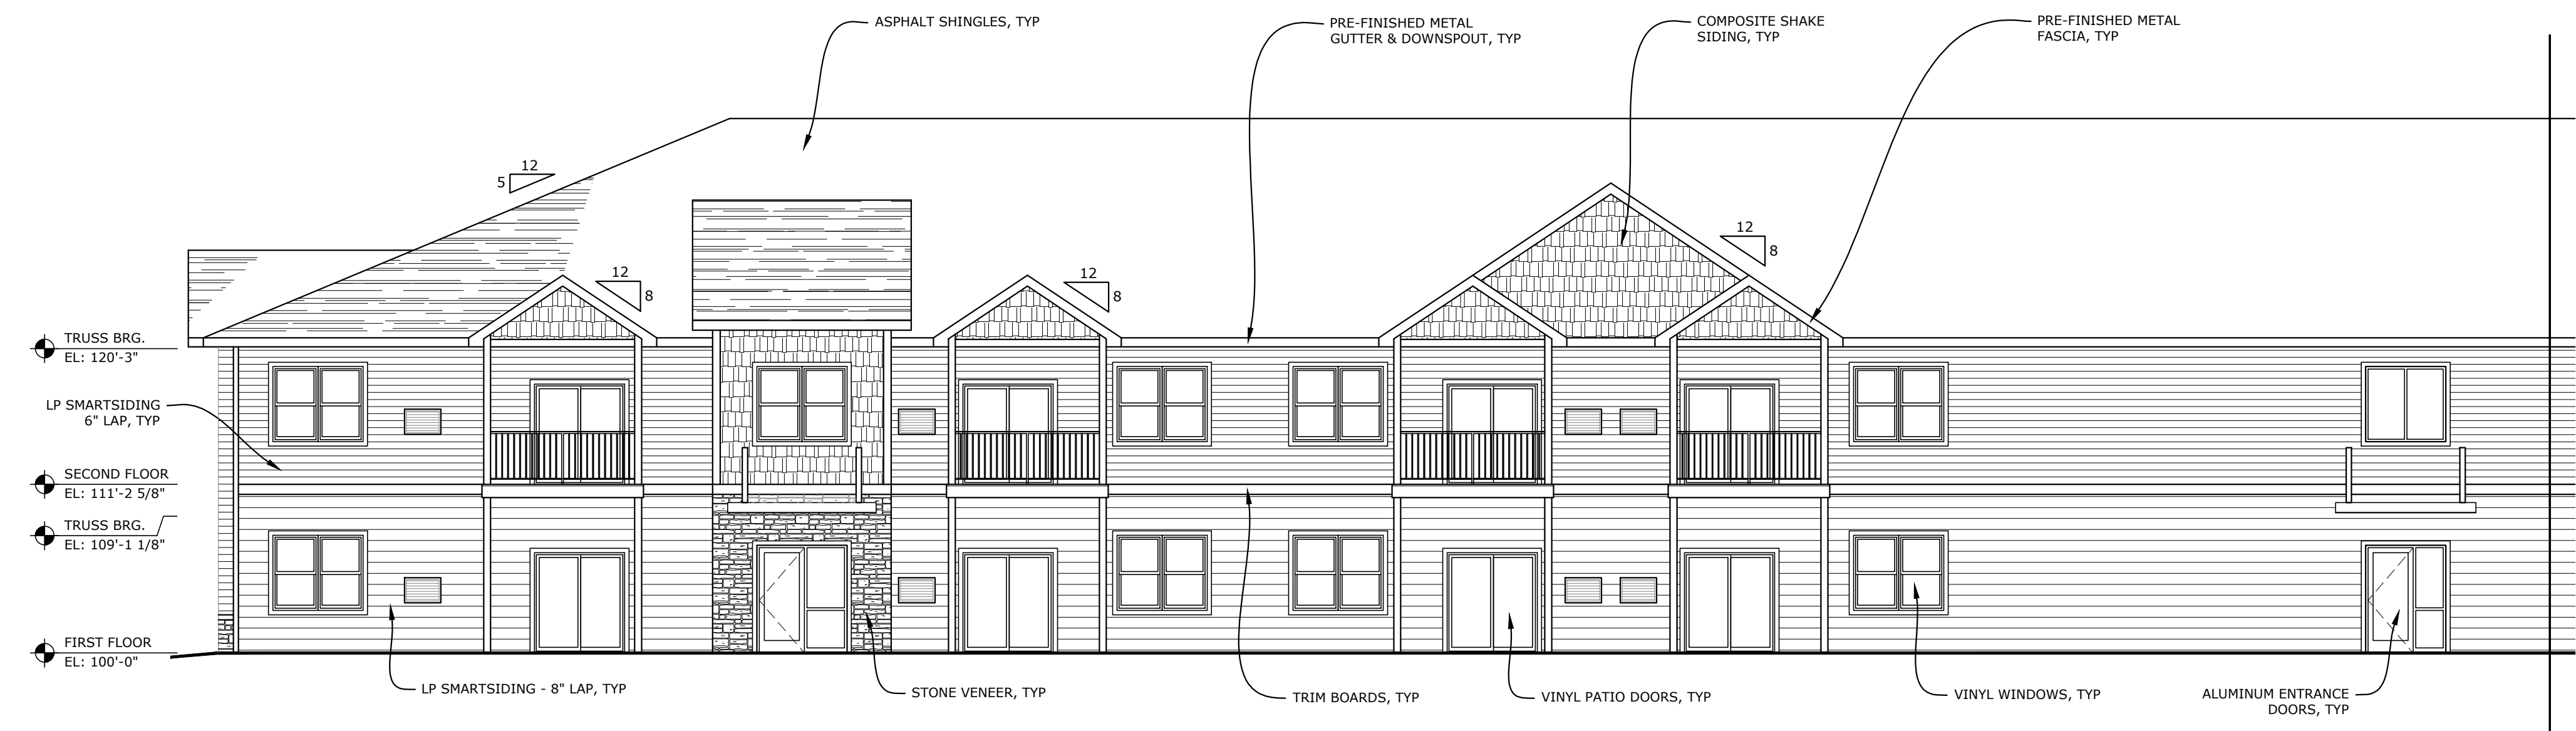 ASPHALT SHINGLES, TYP
PRE-FINISHED METAL
GUTTER & DOWNSPOUT, TYP
COMPOSITE SHAKE
SIDING, TYP
PRE-FINISHED METAL
FASCIA, TYP
12
5
12
8
12
8
12
8
TRUSS BRG.
EL: 120'-3"
LP SMARTSIDING
6" LAP, TYP
SECOND FLOOR
EL: 111'-2 5/8"
TRUSS BRG.
EL: 109'-1 1/8"
FIRST FLOOR
EL: 100'-0"
LP SMARTSIDING - 8" LAP, TYP
STONE VENEER, TYP
TRIM BOARDS, TYP
VINYL PATIO DOORS, TYP
VINYL WINDOWS, TYP
ALUMINUM ENTRANCE
DOORS, TYP